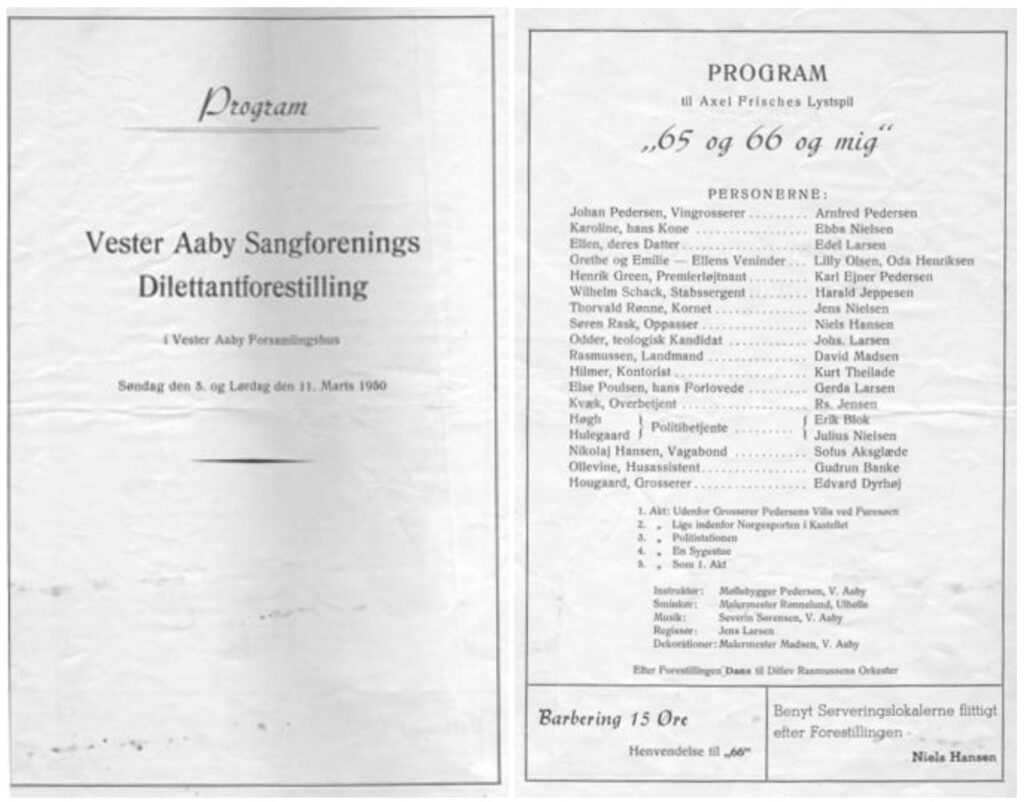 Program
Vester Aaby Sangforenings
Dilettantforestilling
i Vester Aaby Forsamlingshus
Søndag den 5. og Lørdag den 11. Marts 1950
PROGRAM
til Axel Frisches Lystspil
„65 og 66 og mig“
PERSONERNE:
Johan Pedersen, Vingrosserer ......... Arnfred Pedersen
Karoline, hans Kone ............... Ebba Nielsen
Ellen, deres Datter ................ Edel Larsen
Grethe og Emilie — Ellens Veninder ... Lilly Olsen, Oda Henriksen
Henrik Green, Premierløjtnant ......... Karl Ejner Pedersen
Wilhelm Schack, Stabssergent ......... Harald Jeppesen
Thorvald Rønne, Kornet .............. Jens Nielsen
Søren Rask, Oppasser ............... Niels Hansen
Odder, teologisk Kandidat ............ Johs. Larsen
Rasmussen, Landmand ............... David Madsen
Hilmer, Kontorist .................. Kurt Theilade
Else Poulsen, hans Forlovede ......... Gerda Larsen
Kvæk, Overbetjent ................. Rs. Jensen
Høgh } Politibetjente ......... { Erik Blok
Hulegaard } { Julius Nielsen
Nikolaj Hansen, Vagabond ........... Sofus Aksglæde
Ollevine, Husassistent ............... Gudrun Banke
Hougaard, Grosserer ................ Edvard Dyrhøj
1. Akt: Udenfor Grosserer Pedersens Villa ved Furesøen
2. „ Lige indenfor Norgesporten i Kastellet
3. „ Politistationen
4. „ En Sygestue
5. „ Som 1. Akt
Instruktør: Møllebygger Pedersen, V. Aaby
Sminkør: Malermester Rønnelund, Ulbølle
Musik: Severin Sørensen, V. Aaby
Regissør: Jens Larsen
Dekorationer: Malermester Madsen, V. Aaby
Efter Forestillingen Dans til Ditlev Rasmussens Orkester
Barbering 15 Øre
Henvendelse til „66“
Benyt Serveringslokalerne flittigt
efter Forestillingen
Niels Hansen